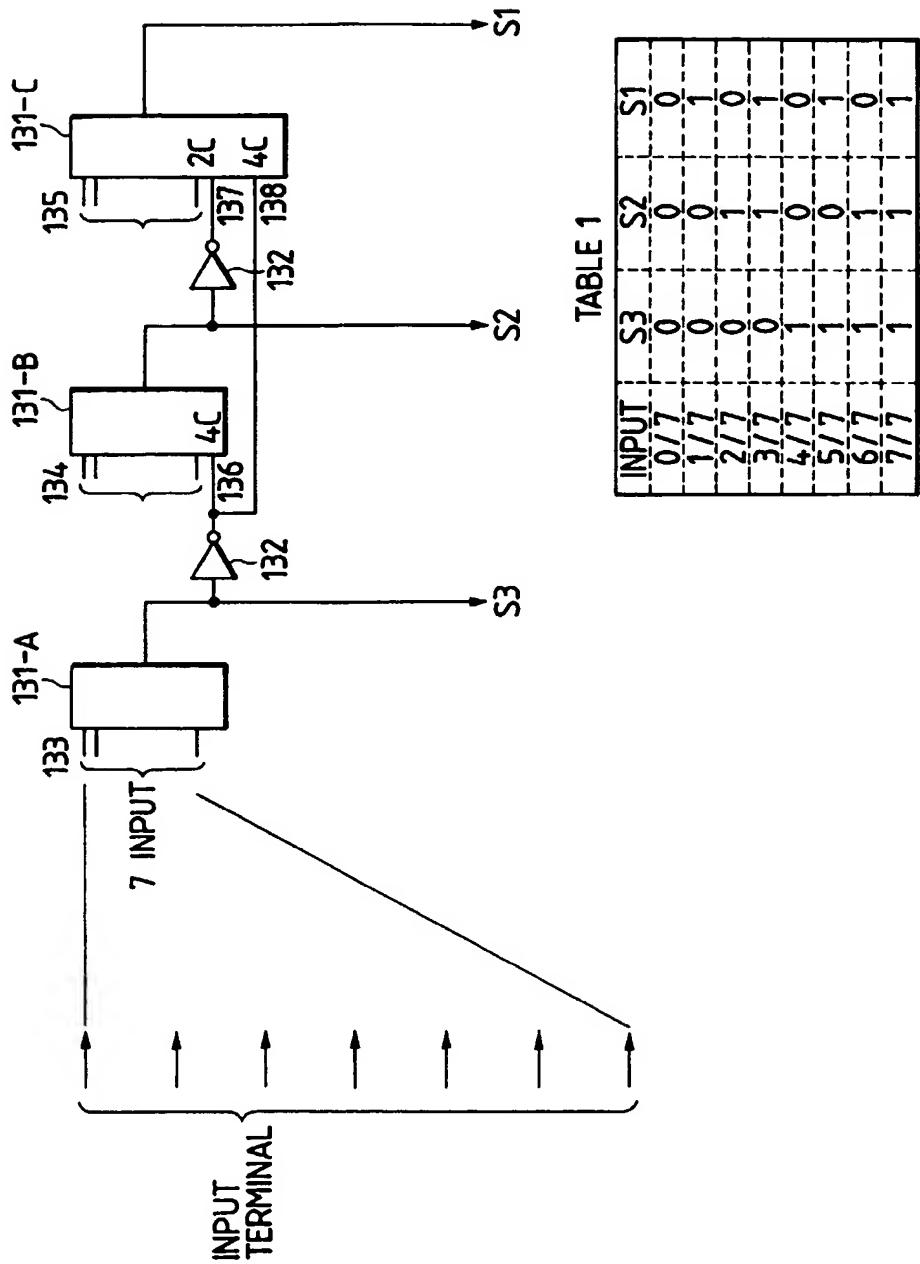 INPUT
TERMINAL
7 INPUT
133
131-A
132
S3
134
4C
136
131-B
132
S2
135
2C
4C
137
138
131-C
S1
TABLE 1
INPUT S3 S2 S1
0/7 0 0 0
1/7 0 0 1
2/7 0 1 0
3/7 0 1 1
4/7 1 0 0
5/7 1 0 1
6/7 1 1 0
7/7 1 1 1